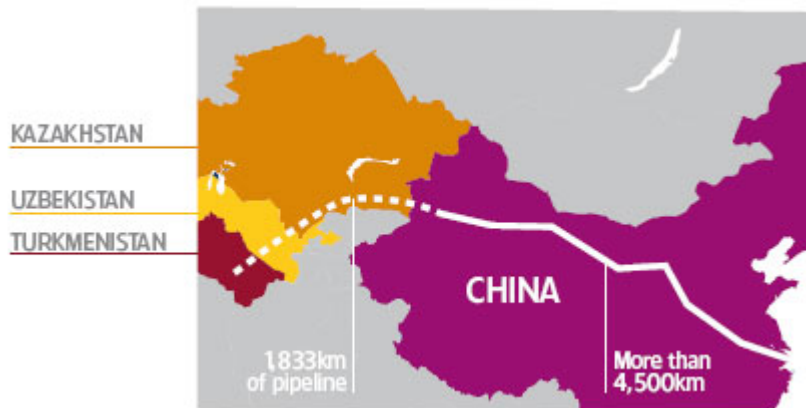 KAZAKHSTAN
UZBEKISTAN
TURKMENISTAN
CHINA
1,833km
of pipeline
More than
4,500km